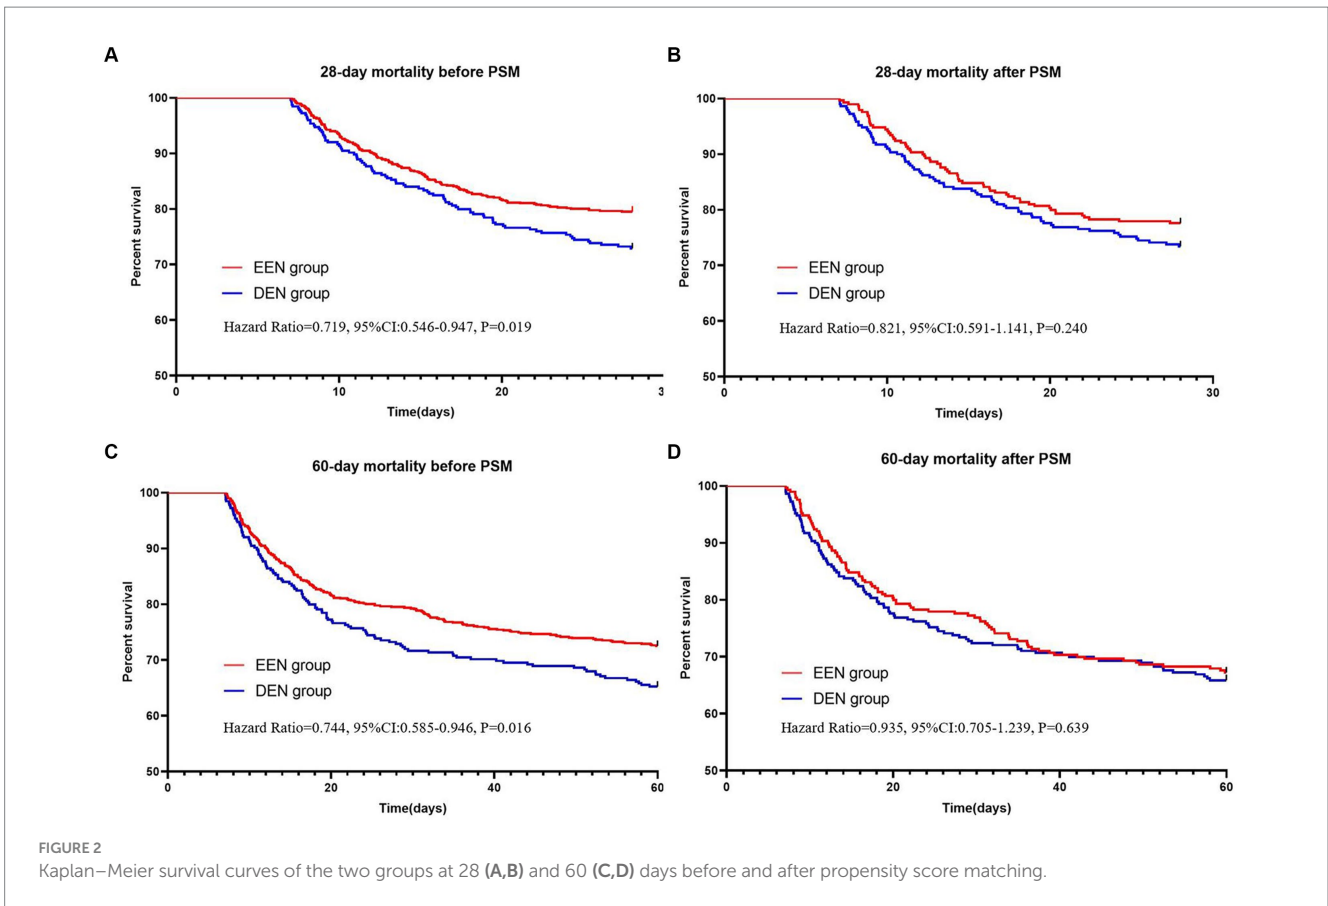 A
28-day mortality before PSM
100
90
80
70
60
50
Percent survival
EEN group
DEN group
Hazard Ratio=0.719, 95%CI:0.546-0.947, P=0.019
0
10
20
3
Time(days)
B
28-day mortality after PSM
100
90
80
70
60
50
Percent survival
EEN group
DEN group
Hazard Ratio=0.821, 95%CI:0.591-1.141, P=0.240
0
10
20
30
Time(days)
C
60-day mortality before PSM
100
90
80
70
60
50
Percent survival
EEN group
DEN group
Hazard Ratio=0.744, 95%CI:0.585-0.946, P=0.016
0
20
40
60
Time(days)
D
60-day mortality after PSM
100
90
80
70
60
50
Percent survival
EEN group
DEN group
Hazard Ratio=0.935, 95%CI:0.705-1.239, P=0.639
0
20
40
60
Time(days)
FIGURE 2
Kaplan–Meier survival curves of the two groups at 28 (A,B) and 60 (C,D) days before and after propensity score matching.